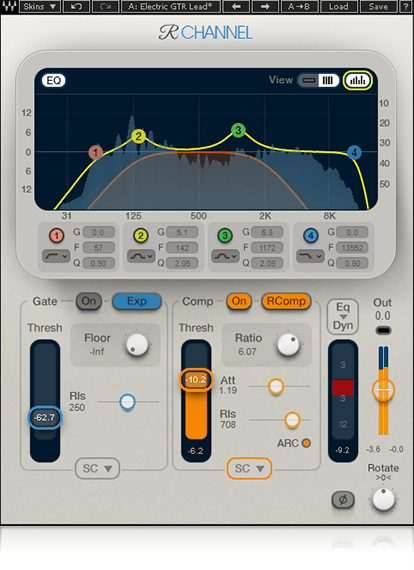 Skins A: Electric GTR Lead* A→B Load Save ?
R CHANNEL
EQ View
12 10
6 20
0 30
6 40
12 50
31 125 500 2K 8K
1 2 3 4
1 G 0.0 2 G 5.1 3 G 6.8 4 G 0.0
F 57 F 142 F 1172 F 13552
Q 0.90 Q 2.05 Q 2.09 Q 0.90
Gate On Exp Comp On RComp Eq Dyn Out 0.0
Thresh Floor -Inf Thresh Ratio 6.07
-62.7 Rls 250 -10.2 Att 1.19
Rls 708
-6.2 ARC
3
3
12
-9.2 -3.6 -0.0
SC SC
Rotate
>0<
Ø